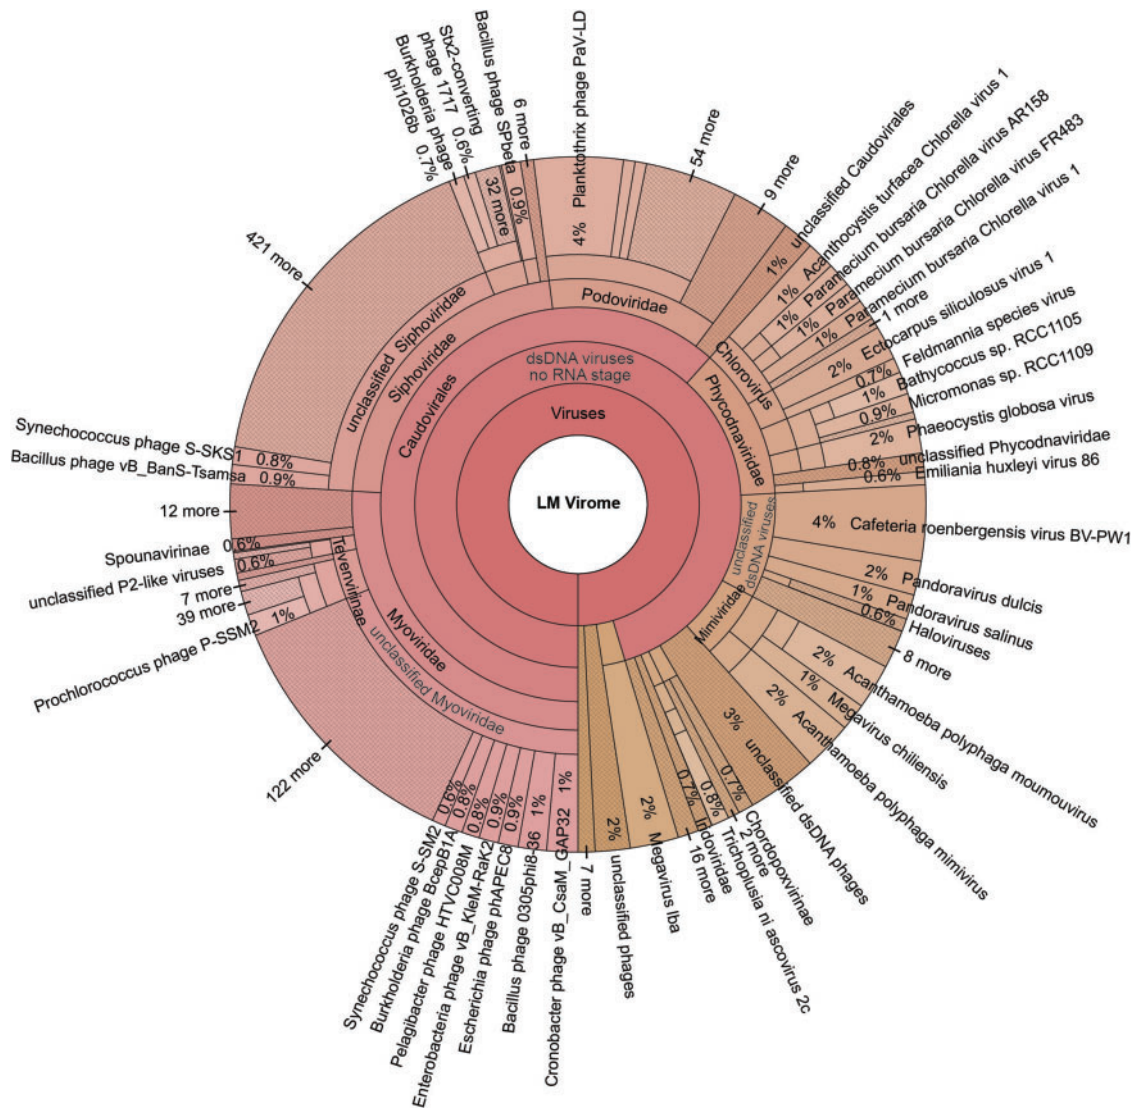 LM Virome
Viruses
dsDNA viruses
no RNA stage
Caudovirales
Siphoviridae
unclassified Siphoviridae
Podoviridae
Myoviridae
unclassified Myoviridae
Tevenvirinae
Phycodnaviridae
Chlorovirus
unclassified
dsDNA viruses
Mimiviridae
Synechococcus phage S-SKS1 0.8%
Bacillus phage vB_BanS-Tsamsa 0.9%
421 more
Burkholderia phage
phi1026b 0.7%
Stx2-converting
phage 1717 0.6%
32 more
Bacillus phage SPbeta 0.9%
6 more
4% Planktothrix phage PaV-LD
54 more
9 more
1% unclassified Caudovirales
1% Acanthocystis turfacea Chlorella virus 1
1% Paramecium bursaria Chlorella virus AR158
1% Paramecium bursaria Chlorella virus FR483
1% Paramecium bursaria Chlorella virus 1
1 more
2% Ectocarpus siliculosus virus 1
0.7% Feldmannia species virus
1% Bathycoccus sp. RCC1105
0.9% Micromonas sp. RCC1109
2% Phaeocystis globosa virus
0.8% unclassified Phycodnaviridae
0.6% Emiliania huxleyi virus 86
4% Cafeteria roenbergensis virus BV-PW1
2% Pandoravirus dulcis
1% Pandoravirus salinus
0.6% Haloviruses
8 more
2% Acanthamoeba polyphaga moumouvirus
1% Megavirus chiliensis
2% Acanthamoeba polyphaga mimivirus
3% unclassified dsDNA phages
0.7% Chordopoxvirinae
2 more
0.8% Trichoplusia ni ascovirus 2c
0.7% Iridoviridae
16 more
2% Megavirus lba
2% unclassified phages
7 more
Cronobacter phage vB_CsaM_GAP32 1%
Bacillus phage 0305phi8-36 1%
Escherichia phage phAPEC8 0.9%
Enterobacteria phage vB_KleM-RaK2 0.9%
Pelagibacter phage HTVC008M 0.8%
Burkholderia phage BcepB1A 0.8%
Synechococcus phage S-SM2 0.6%
122 more
Prochlorococcus phage P-SSM2 1%
39 more
7 more
unclassified P2-like viruses 0.6%
Spounavirinae 0.6%
12 more